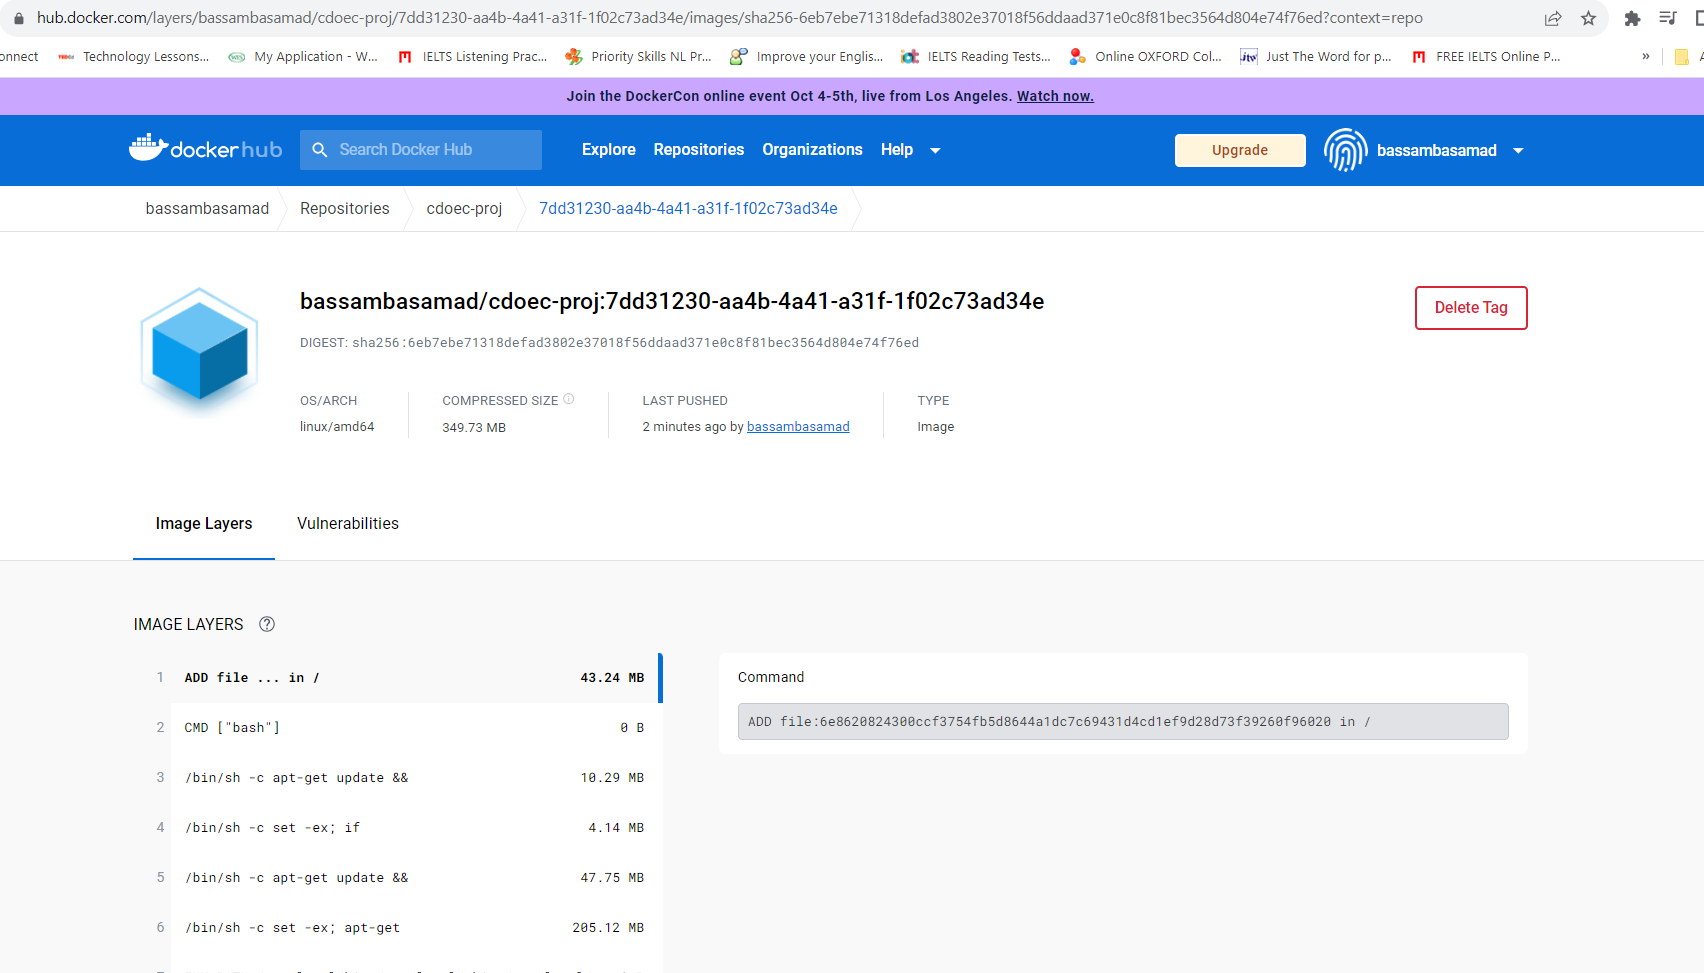 hub.docker.com/layers/bassambasamad/cdoec-proj/7dd31230-aa4b-4a41-a31f-1f02c73ad34e/images/sha256-6eb7ebe71318defad3802e37018f56ddaad371e0c8f81bec3564d804e74f76ed?context=repo
onnect Technology Lessons... My Application - W... IELTS Listening Prac... Priority Skills NL Pr... Improve your Englis... IELTS Reading Tests... Online OXFORD Col... Just The Word for p... FREE IELTS Online P... »
Join the DockerCon online event Oct 4-5th, live from Los Angeles. Watch now.
dockerhub Search Docker Hub Explore Repositories Organizations Help Upgrade bassambasamad
bassambasamad Repositories cdoec-proj 7dd31230-aa4b-4a41-a31f-1f02c73ad34e
bassambasamad/cdoec-proj:7dd31230-aa4b-4a41-a31f-1f02c73ad34e
Delete Tag
DIGEST: sha256:6eb7ebe71318defad3802e37018f56ddaad371e0c8f81bec3564d804e74f76ed
OS/ARCH COMPRESSED SIZE LAST PUSHED TYPE
linux/amd64 349.73 MB 2 minutes ago by bassambasamad Image
Image Layers Vulnerabilities
IMAGE LAYERS
1 ADD file ... in / 43.24 MB
Command
2 CMD ["bash"] 0 B
ADD file:6e8620824300ccf3754fb5d8644a1dc7c69431d4cd1ef9d28d73f39260f96020 in /
3 /bin/sh -c apt-get update && 10.29 MB
4 /bin/sh -c set -ex; if 4.14 MB
5 /bin/sh -c apt-get update && 47.75 MB
6 /bin/sh -c set -ex; apt-get 205.12 MB